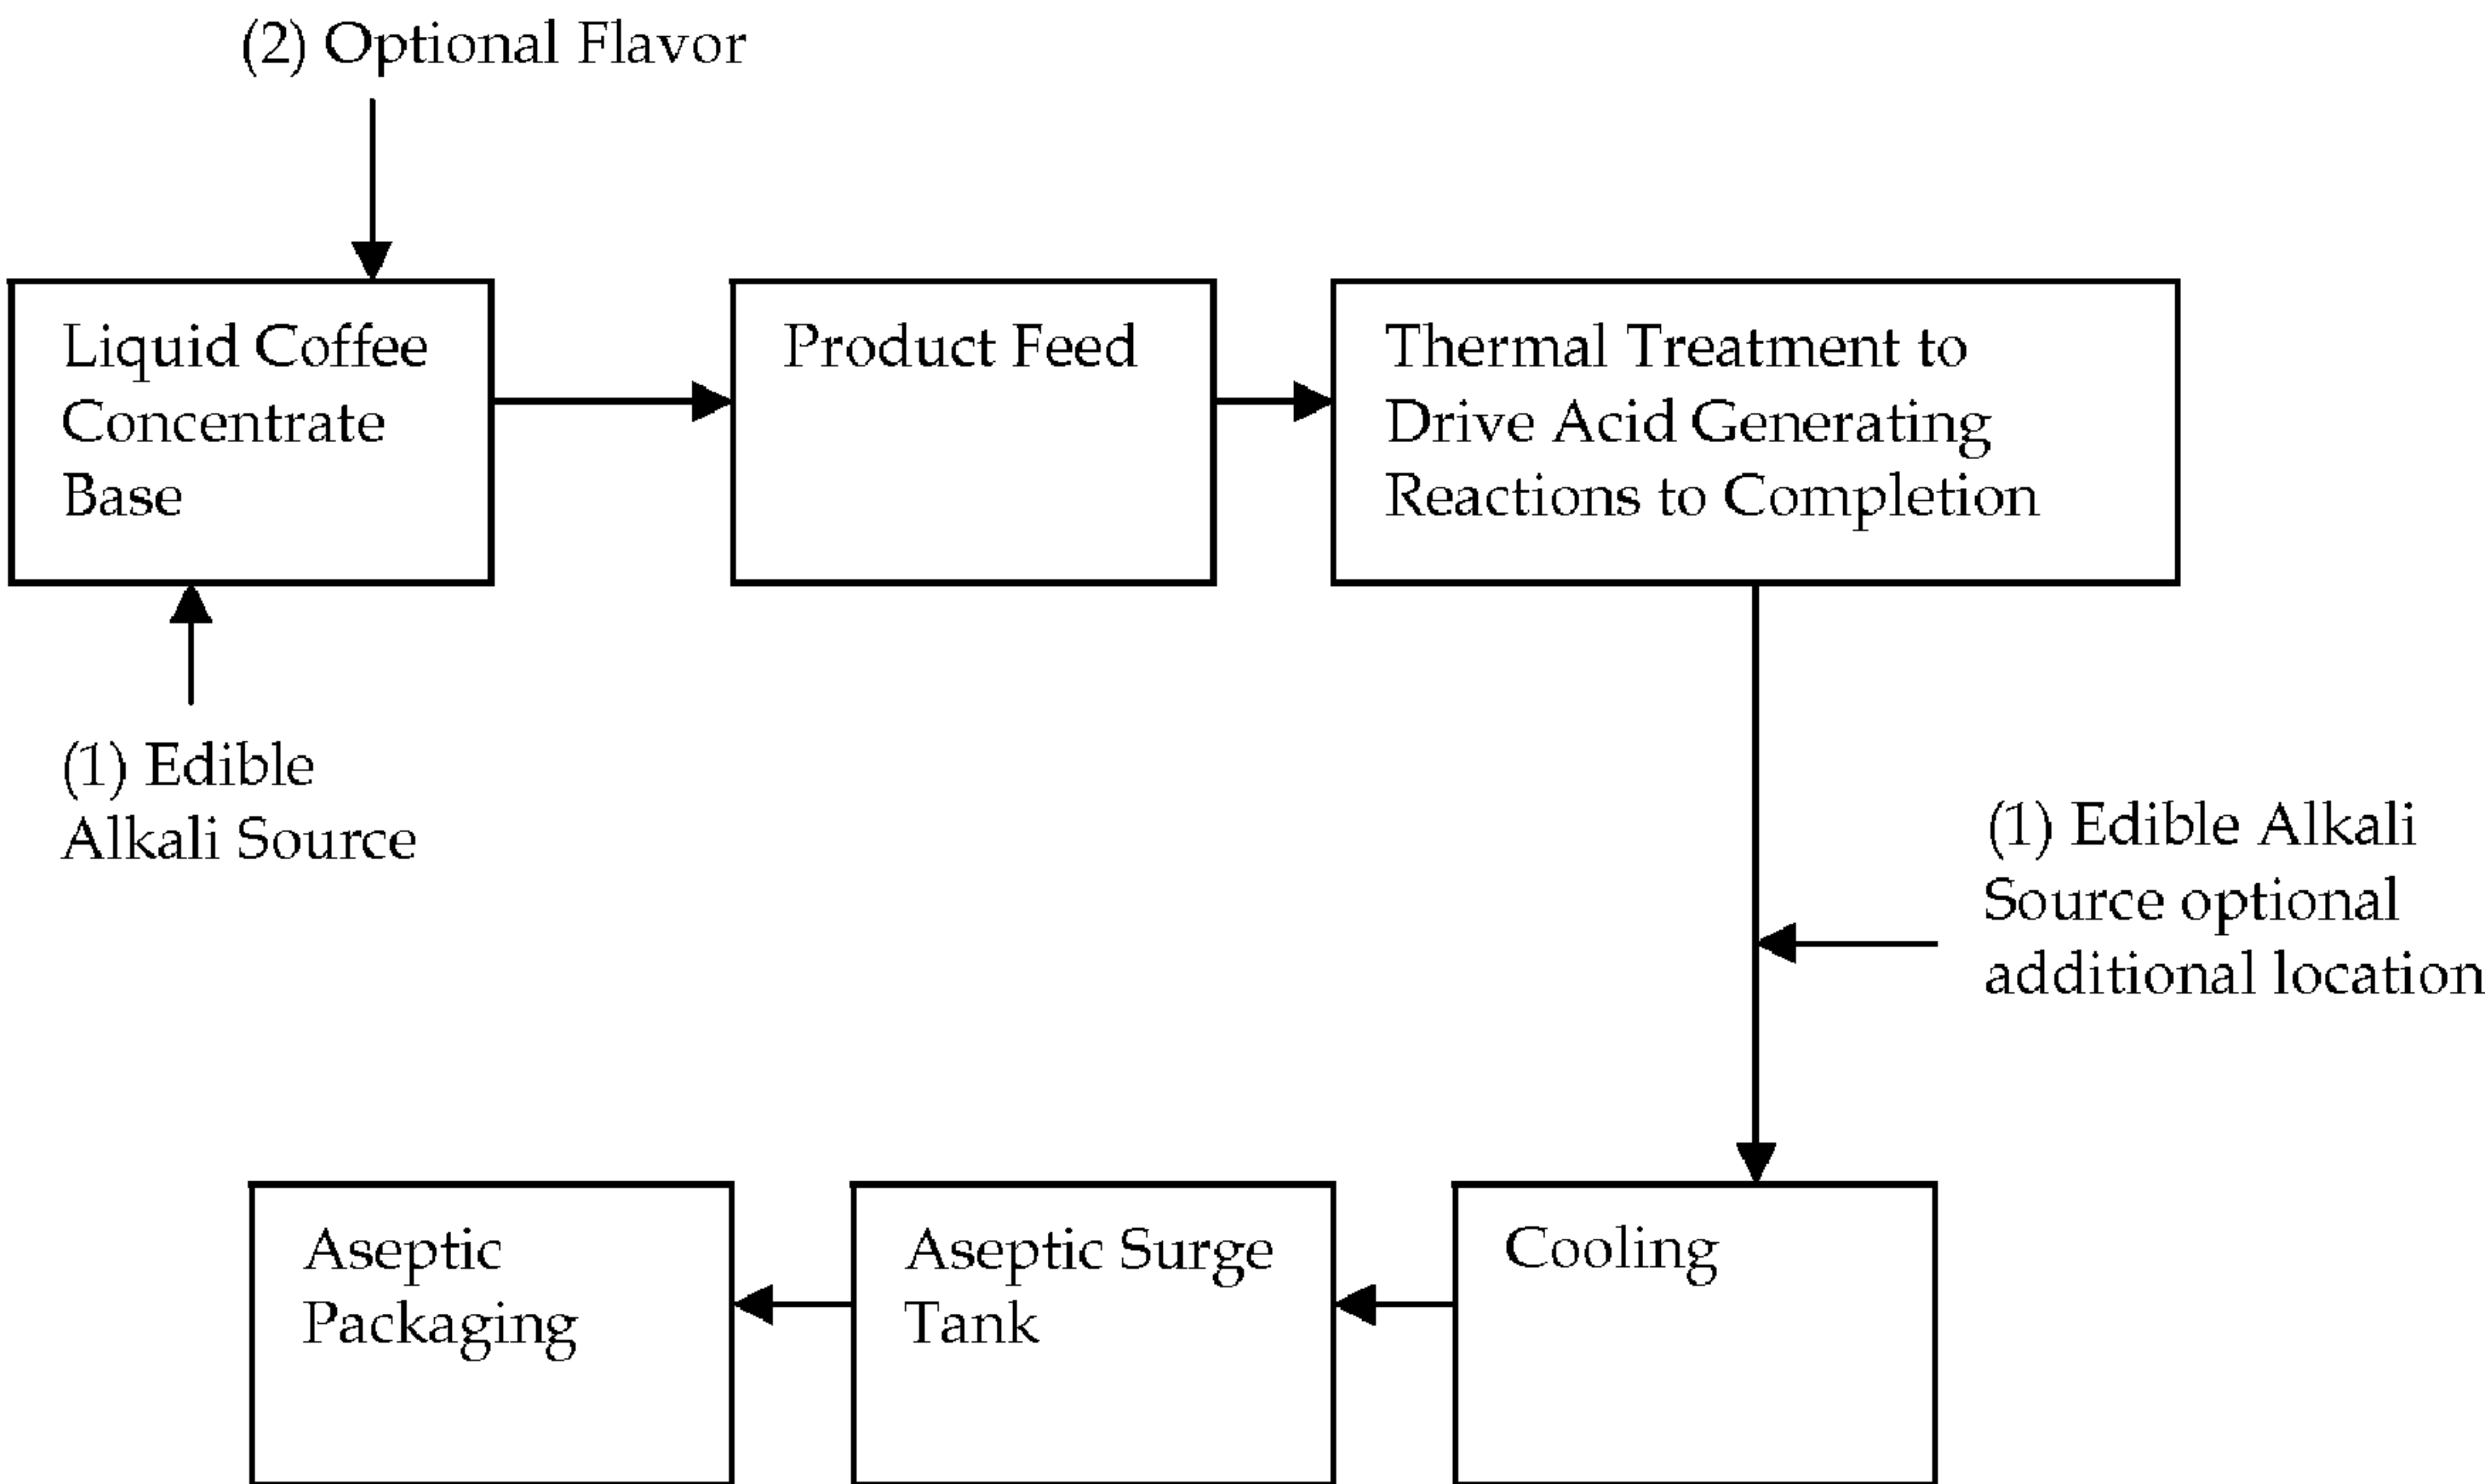 (2) Optional Flavor
Liquid Coffee
Concentrate
Base
Product Feed
Thermal Treatment to
Drive Acid Generating
Reactions to Completion
(1) Edible
Alkali Source
(1) Edible Alkali
Source optional
additional location
Aseptic
Packaging
Aseptic Surge
Tank
Cooling